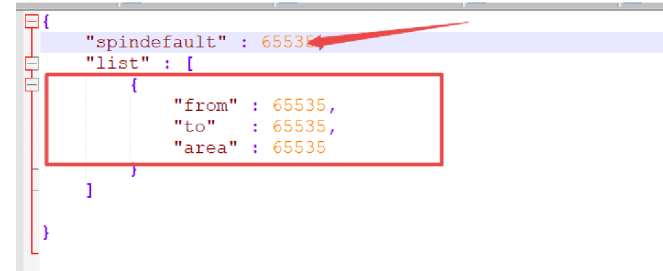 {
"spindefault" : 65535,
"list" : [
{
"from" : 65535,
"to" : 65535,
"area" : 65535
}
]
}